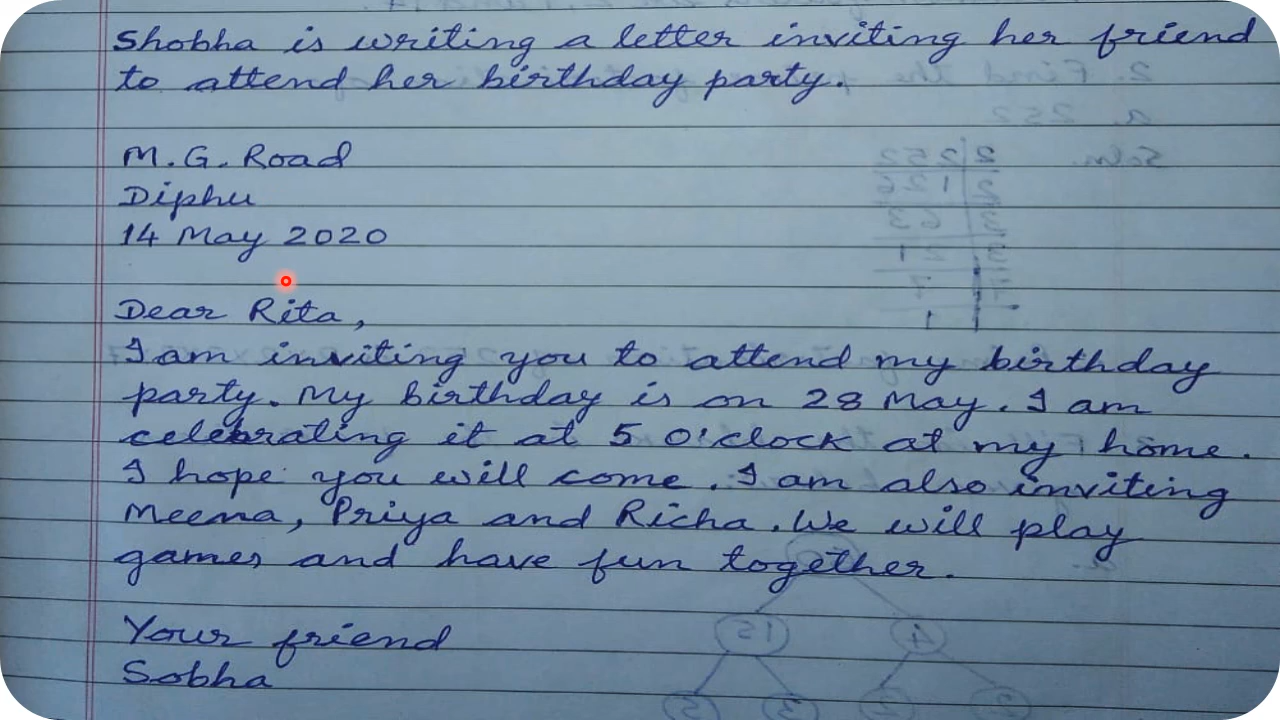 Shobha is writing a letter inviting her friend
to attend her birthday party.
M.G. Road
Diphu
14 May 2020
Dear Rita,
I am inviting you to attend my birthday
party. My birthday is on 28 May. I am
celebrating it at 5 O'clock at my home.
I hope you will come. I am also inviting
Meena, Priya and Richa. We will play
games and have fun together.
Your friend
Sobha